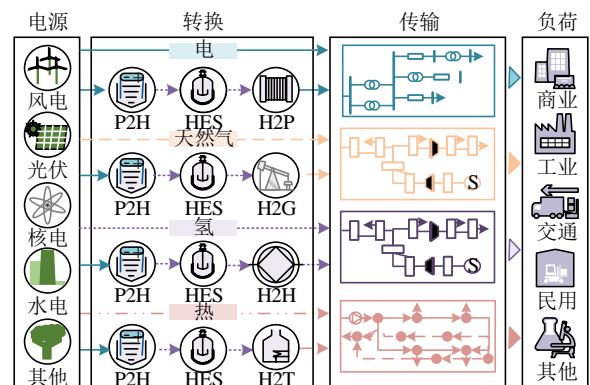 电源 转换 传输 负荷
电
风电 P2H HES H2P 商业
天然气
光伏 P2H HES H2G S 工业
氢
核电 P2H HES H2H S 交通
水电 民用
热
其他 P2H HES H2T 其他